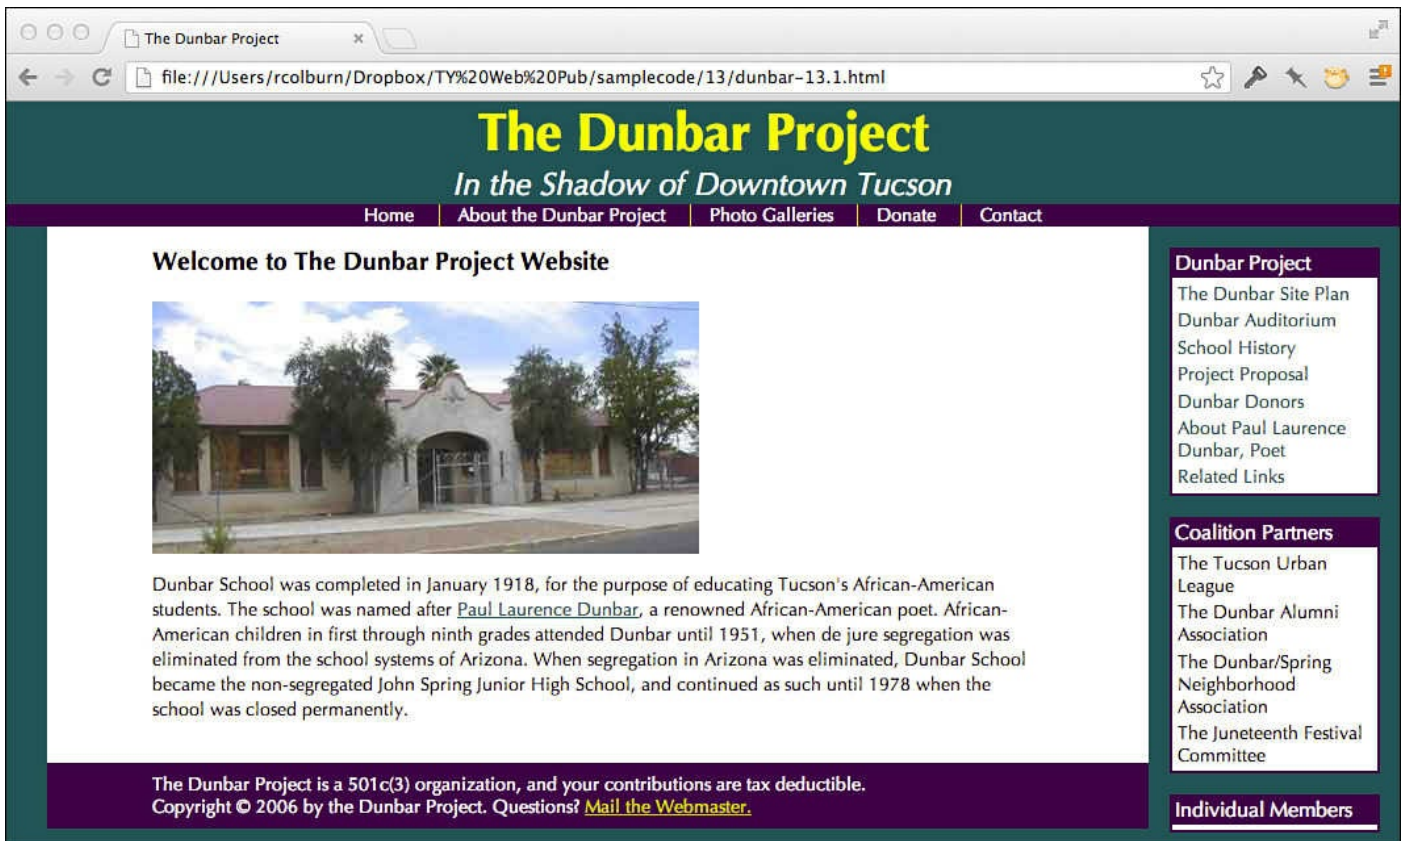 The Dunbar Project
file:///Users/rcolburn/Dropbox/TY%20Web%20Pub/samplecode/13/dunbar-13.1.html
The Dunbar Project
In the Shadow of Downtown Tucson
Home About the Dunbar Project Photo Galleries Donate Contact
Welcome to The Dunbar Project Website
Dunbar School was completed in January 1918, for the purpose of educating Tucson's African-American
students. The school was named after Paul Laurence Dunbar, a renowned African-American poet. African-
American children in first through ninth grades attended Dunbar until 1951, when de jure segregation was
eliminated from the school systems of Arizona. When segregation in Arizona was eliminated, Dunbar School
became the non-segregated John Spring Junior High School, and continued as such until 1978 when the
school was closed permanently.
The Dunbar Project is a 501c(3) organization, and your contributions are tax deductible.
Copyright © 2006 by the Dunbar Project. Questions? Mail the Webmaster.
Dunbar Project
The Dunbar Site Plan
Dunbar Auditorium
School History
Project Proposal
Dunbar Donors
About Paul Laurence
Dunbar, Poet
Related Links
Coalition Partners
The Tucson Urban
League
The Dunbar Alumni
Association
The Dunbar/Spring
Neighborhood
Association
The Juneteenth Festival
Committee
Individual Members